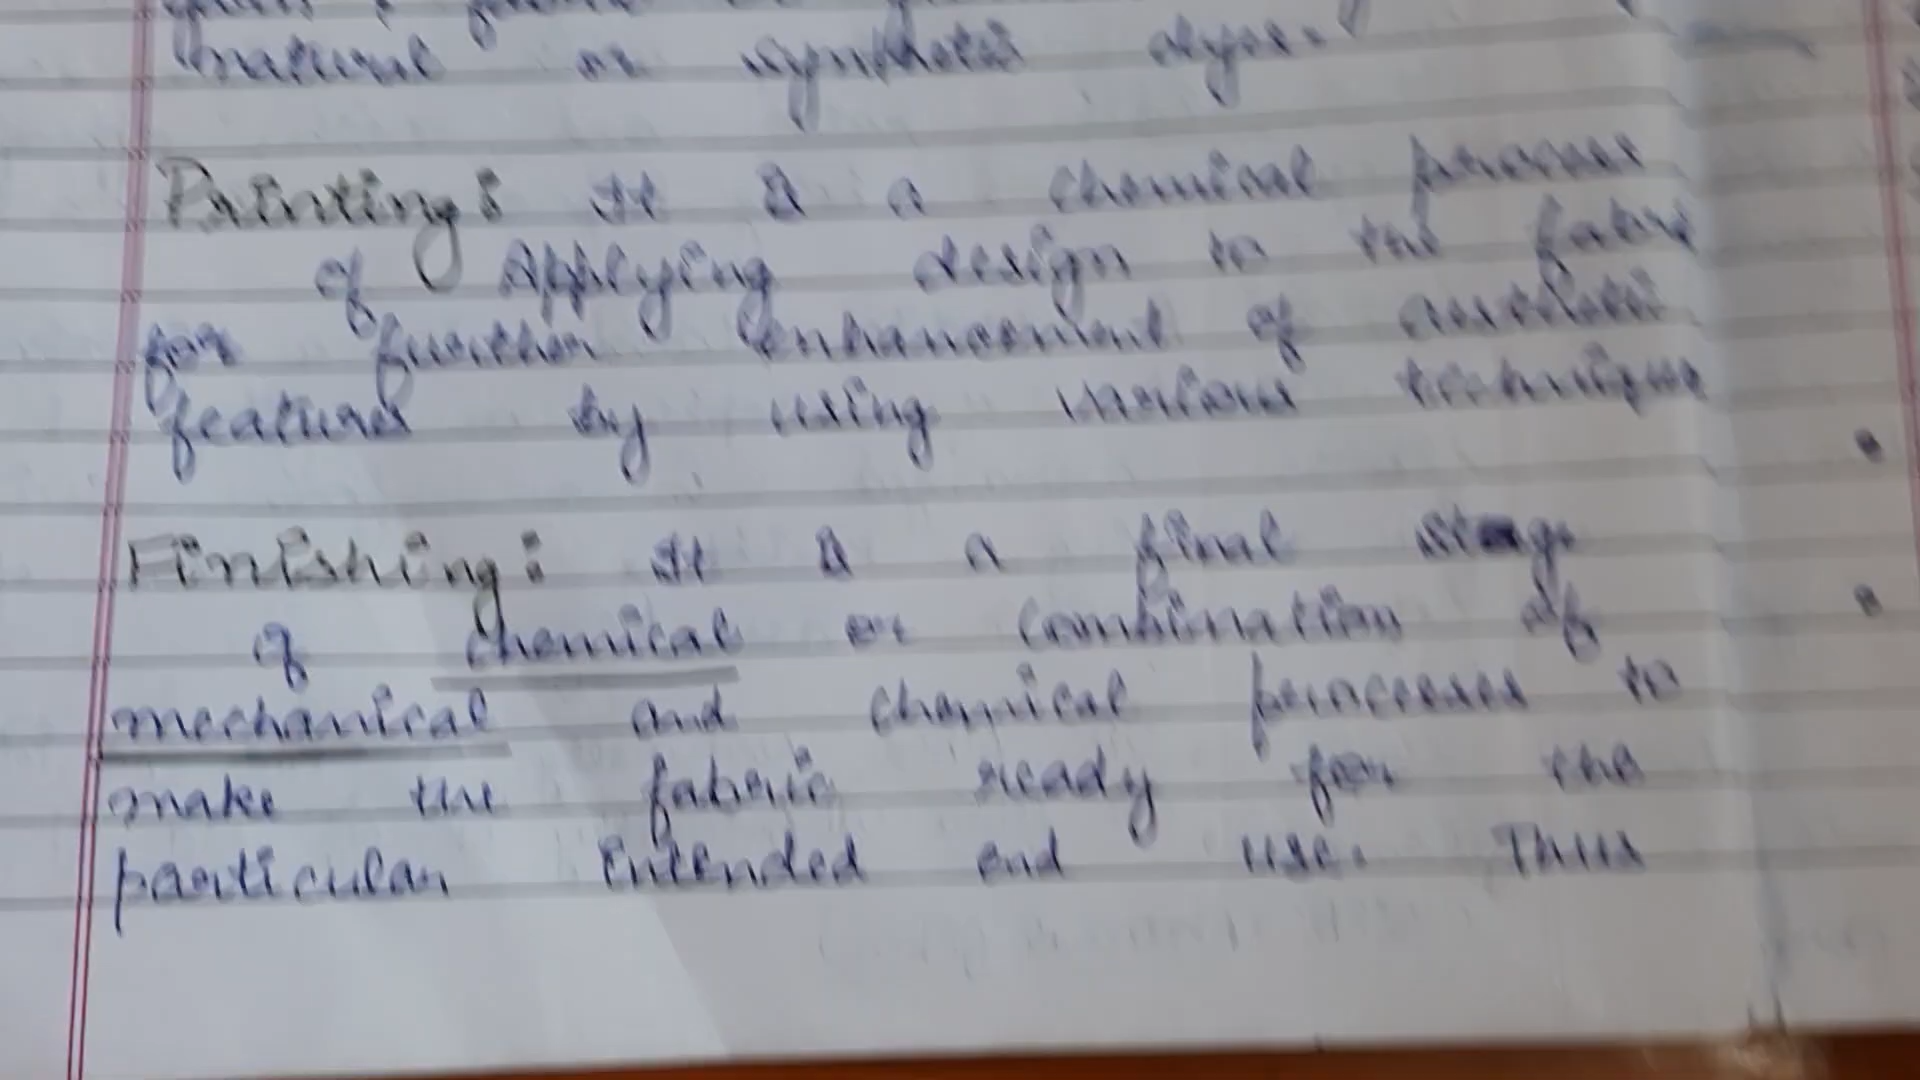 natural or synthetic dyes.
Printing: It is a chemical process
of Applying design to the fabric
for further enhancement of aesthetic
features by using various technique
Finishing: It is a final stage
of chemical or combination of
mechanical and chemical processes to
make the fabric ready for the
particular intended end use. Thus